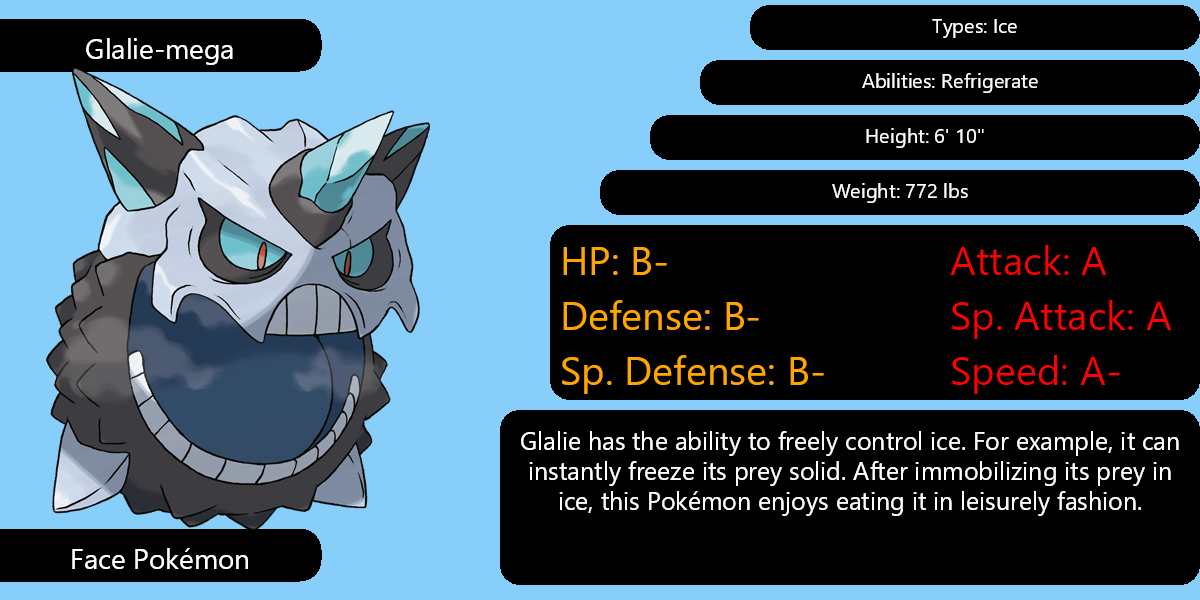 Glalie-mega
Types: Ice
Abilities: Refrigerate
Height: 6' 10"
Weight: 772 lbs
HP: B-
Attack: A
Defense: B-
Sp. Attack: A
Sp. Defense: B-
Speed: A-
Glalie has the ability to freely control ice. For example, it can
instantly freeze its prey solid. After immobilizing its prey in
ice, this Pokémon enjoys eating it in leisurely fashion.
Face Pokémon